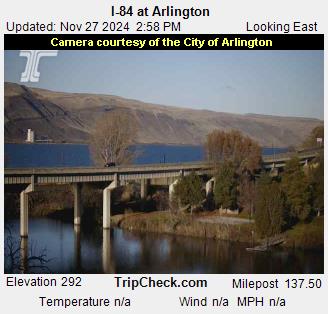 I-84 at Arlington
Updated: Nov 27 2024 2:58 PM Looking East
Camera courtesy of the City of Arlington
Elevation 292 TripCheck.com Milepost 137.50
Temperature n/a Wind n/a MPH n/a